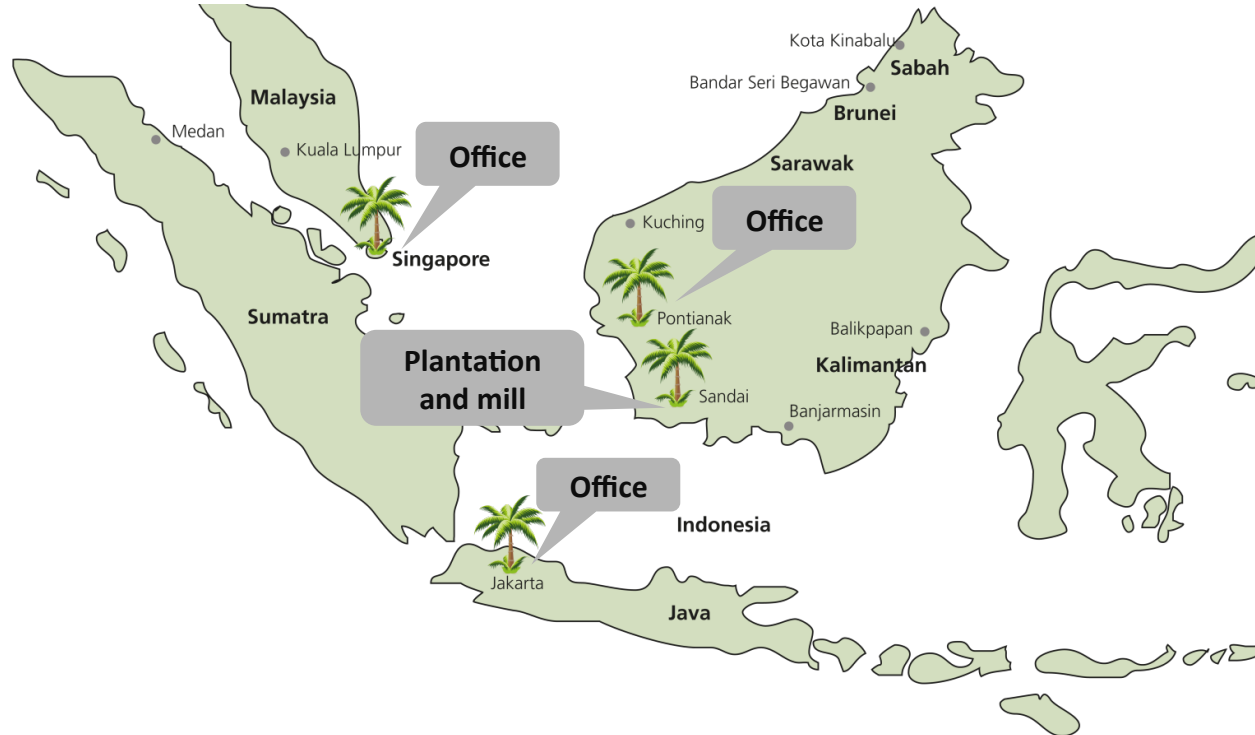 Kota Kinabalu
Sabah
Bandar Seri Begawan
Brunei
Malaysia
Medan
Kuala Lumpur
Office
Sarawak
Kuching
Office
Singapore
Sumatra
Pontianak
Balikpapan
Kalimantan
Plantation
and mill
Sandai
Banjarmasin
Office
Indonesia
Jakarta
Java